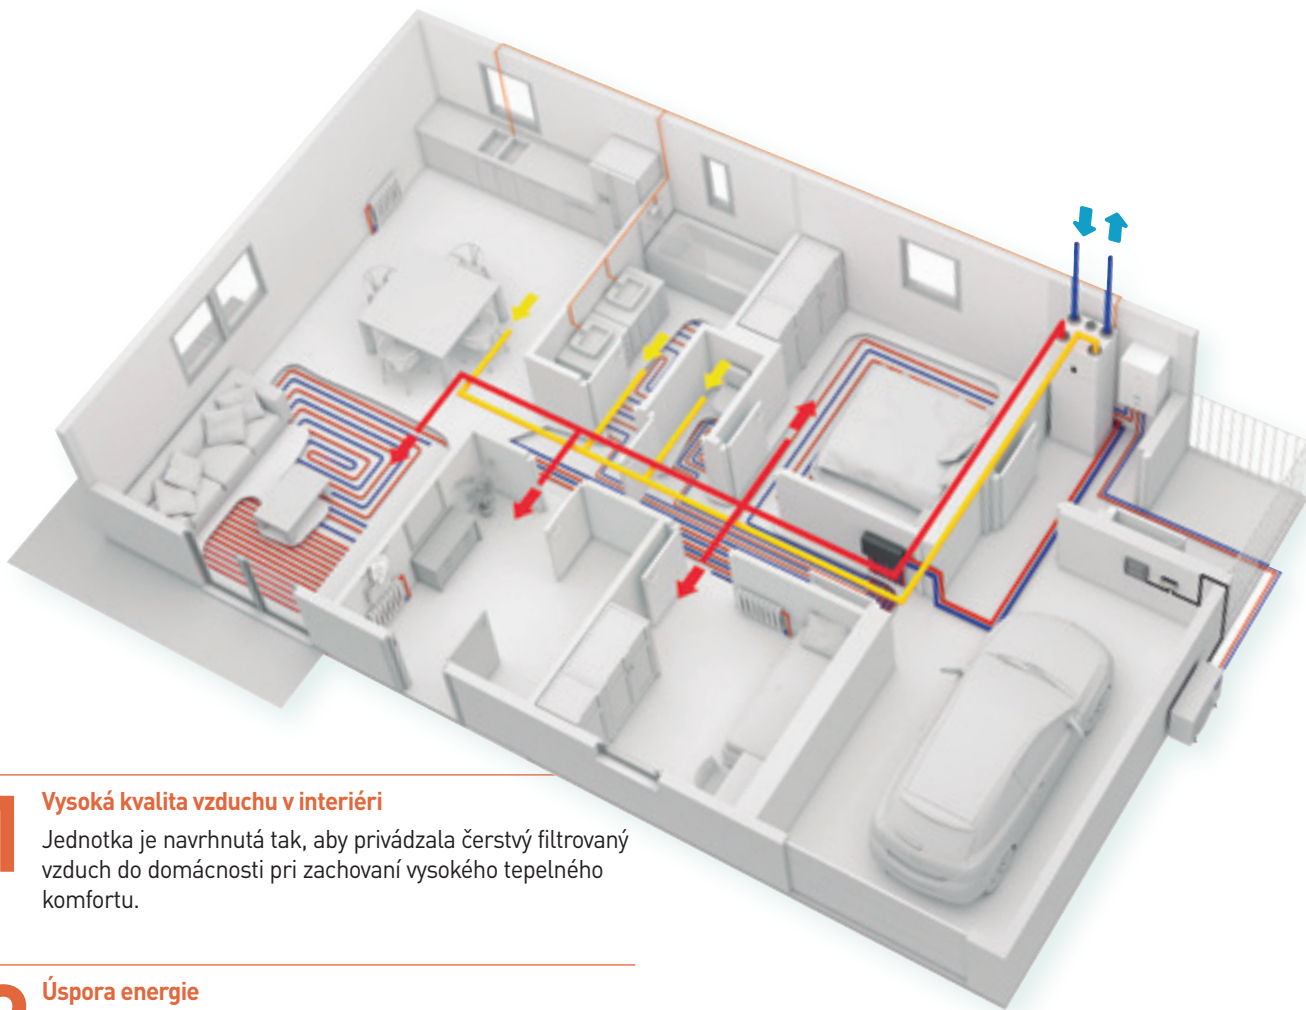 1
Vysoká kvalita vzduchu v interiéri
Jednotka je navrhnutá tak, aby privádzala čerstvý filtrovaný
vzduch do domácnosti pri zachovaní vysokého tepelného
komfortu.
Úspora energie